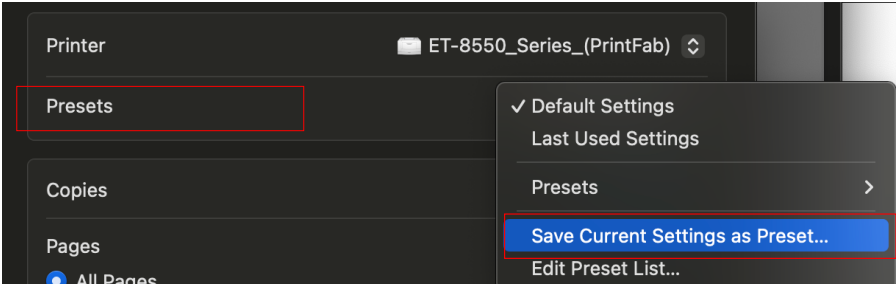 Printer
ET-8550_Series_(PrintFab)
Presets
Default Settings
Last Used Settings
Presets
Save Current Settings as Preset...
Edit Preset List...
Copies
Pages
All Pages